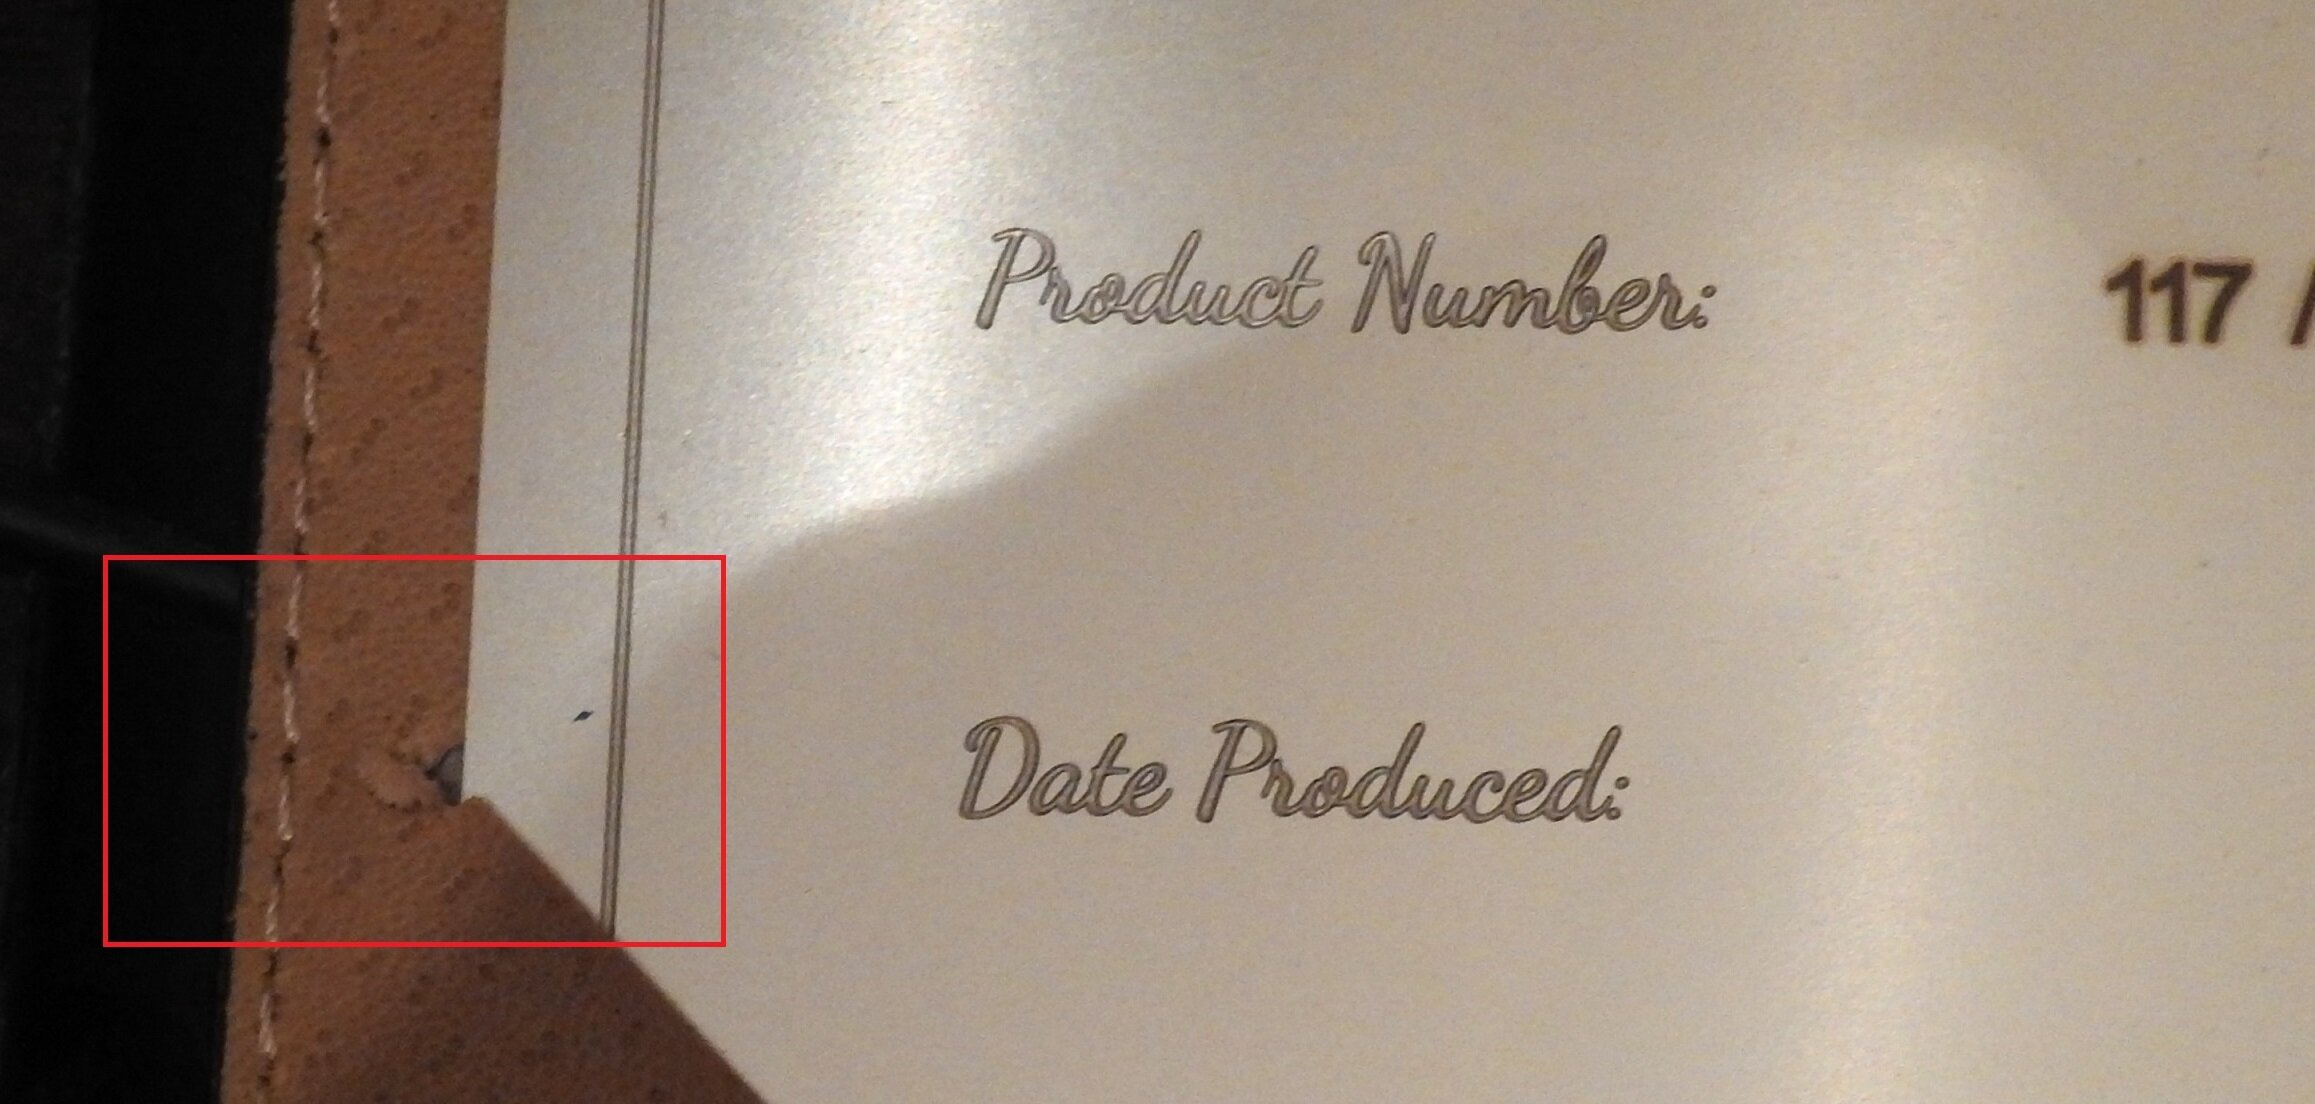 Product Number: 117 /
Date Produced: